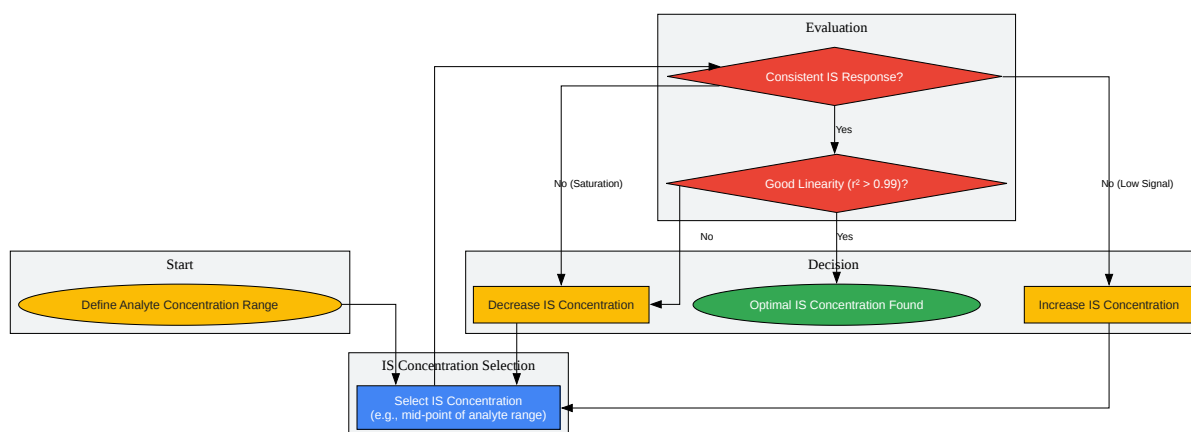 Evaluation
Consistent IS Response?
Yes
Good Linearity (r² > 0.99)?
No (Saturation)
No (Low Signal)
No
Yes
Start
Define Analyte Concentration Range
Decision
Decrease IS Concentration
Optimal IS Concentration Found
Increase IS Concentration
IS Concentration Selection
Select IS Concentration
(e.g., mid-point of analyte range)